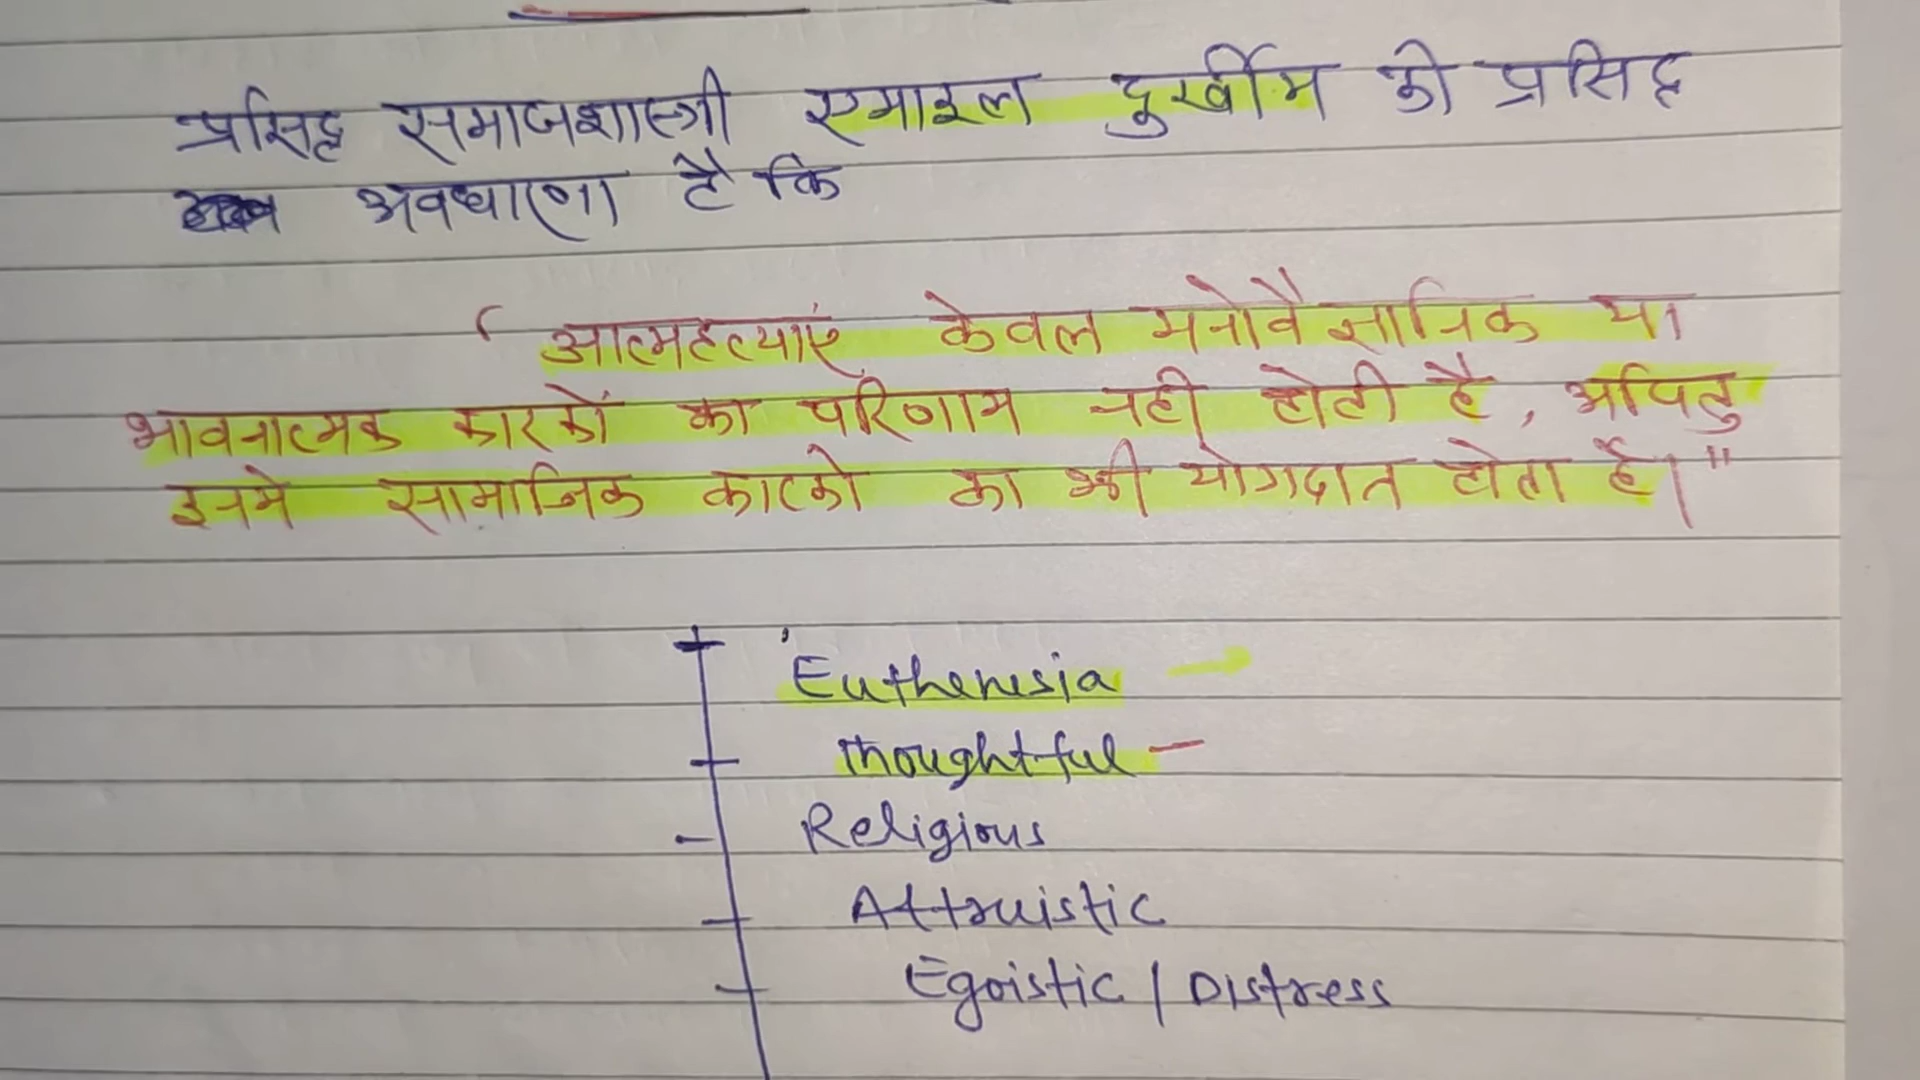 प्रसिद्ध समाजशास्त्री एमाइल दुर्खीम की प्रसिद्ध
अवधारणा है कि
“आत्महत्याएं केवल मनोवैज्ञानिक या
भावनात्मक कारकों का परिणाम नही होती है, अपितु
इनमे सामाजिक कारको का भी योगदान होता है।"
Euthenesia
thoughtful
Religious
Altruistic
Egoistic / Distress